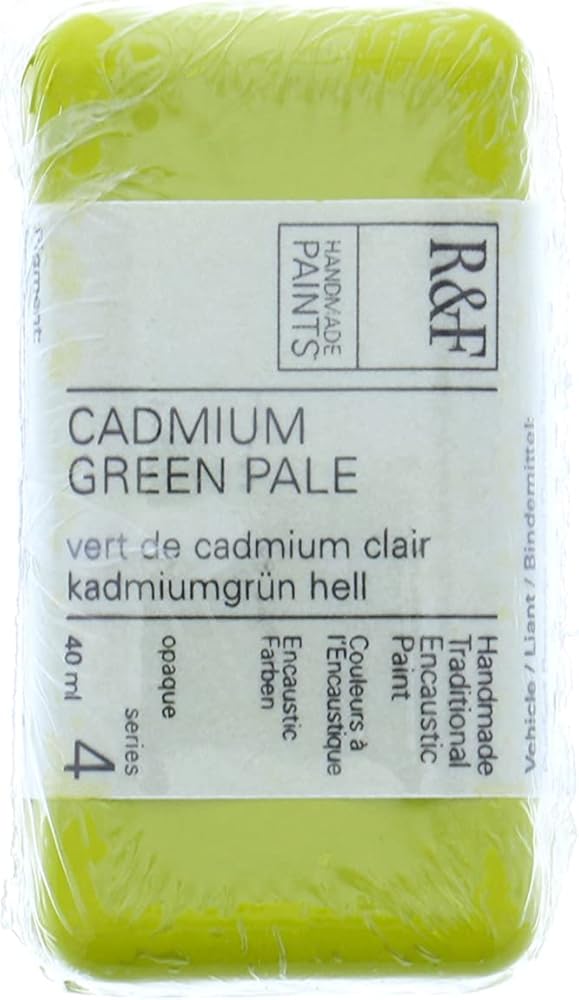 R&F
HANDMADE
PAINTS
CADMIUM
GREEN PALE
vert de cadmium clair
kadmiumgrün hell
Handmade
Traditional
Encaustic
Paint
Couleurs à
l'Encaustique
Encaustic
Farben
opaque
series
4
40 ml
Pigment:
Vehicle / Liant / Bindemittel: